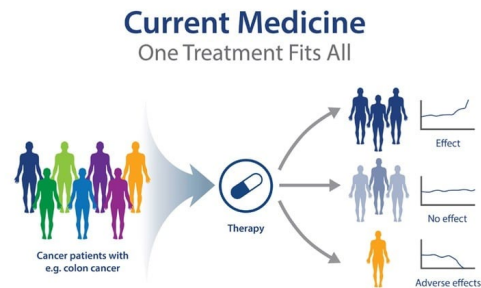 Current Medicine
One Treatment Fits All
Effect
No effect
Therapy
Cancer patients with
e.g. colon cancer
Adverse effects